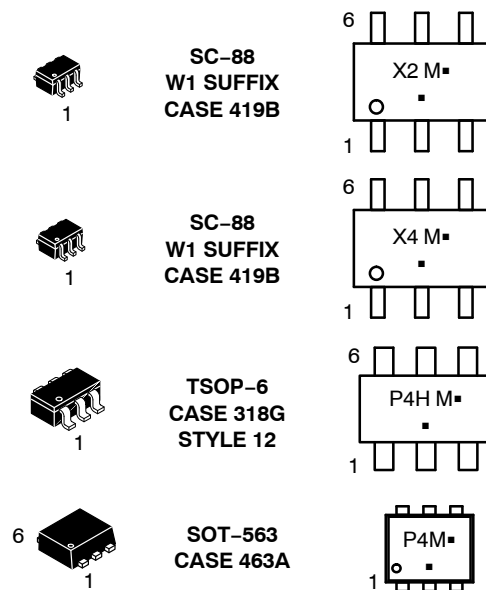 6
SC–88
W1 SUFFIX
CASE 419B
X2 M▪
▪
1
1
6
SC–88
W1 SUFFIX
CASE 419B
X4 M▪
▪
1
1
6
TSOP–6
CASE 318G
STYLE 12
P4H M▪
▪
1
1
6
SOT–563
CASE 463A
P4M▪
▪
1
1